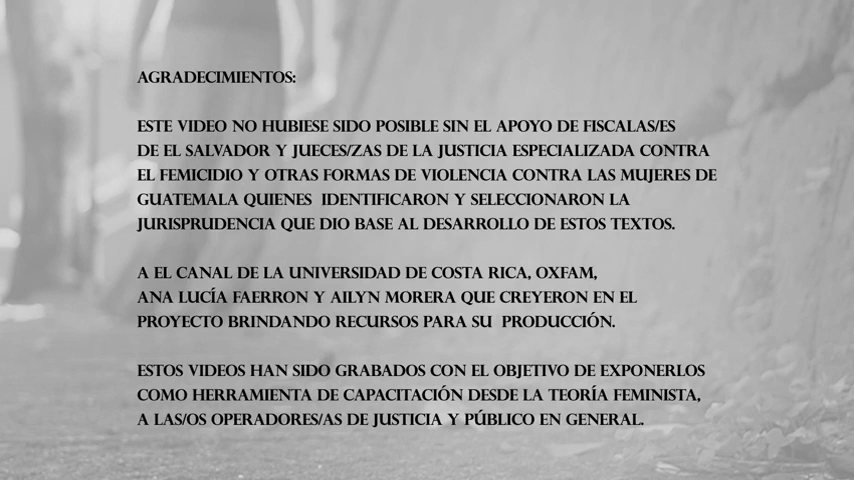 AGRADECIMIENTOS:
ESTE VIDEO NO HUBIESE SIDO POSIBLE SIN EL APOYO DE FISCALAS/ES
DE EL SALVADOR Y JUECES/ZAS DE LA JUSTICIA ESPECIALIZADA CONTRA
EL FEMICIDIO Y OTRAS FORMAS DE VIOLENCIA CONTRA LAS MUJERES DE
GUATEMALA QUIENES IDENTIFICARON Y SELECCIONARON LA
JURISPRUDENCIA QUE DIO BASE AL DESARROLLO DE ESTOS TEXTOS.
A EL CANAL DE LA UNIVERSIDAD DE COSTA RICA, OXFAM,
ANA LUCÍA FAERRON Y AILYN MORERA QUE CREYERON EN EL
PROYECTO BRINDANDO RECURSOS PARA SU PRODUCCIÓN.
ESTOS VIDEOS HAN SIDO GRABADOS CON EL OBJETIVO DE EXPONERLOS
COMO HERRAMIENTA DE CAPACITACIÓN DESDE LA TEORÍA FEMINISTA,
A LAS/OS OPERADORES/AS DE JUSTICIA Y PÚBLICO EN GENERAL.